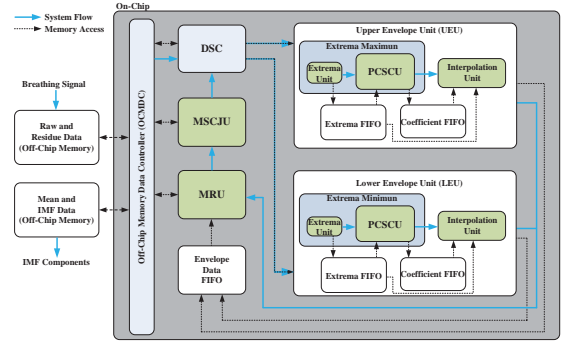 On-Chip
System Flow
Memory Access
Breathing Signal
Raw and
Residue Data
(Off-Chip Memory)
Mean and
IMF Data
(Off-Chip Memory)
IMF Components
Off-Chip Memory Data Controller (OCMDC)
DSC
MSCJU
MRU
Envelope
Data
FIFO
Upper Envelope Unit (UEU)
Extrema Maximun
Extrema
Unit
PCSCU
Interpolation
Unit
Extrema FIFO
Coefficient FIFO
Lower Envelope Unit (LEU)
Extrema Minimun
Extrema
Unit
PCSCU
Interpolation
Unit
Extrema FIFO
Coefficient FIFO